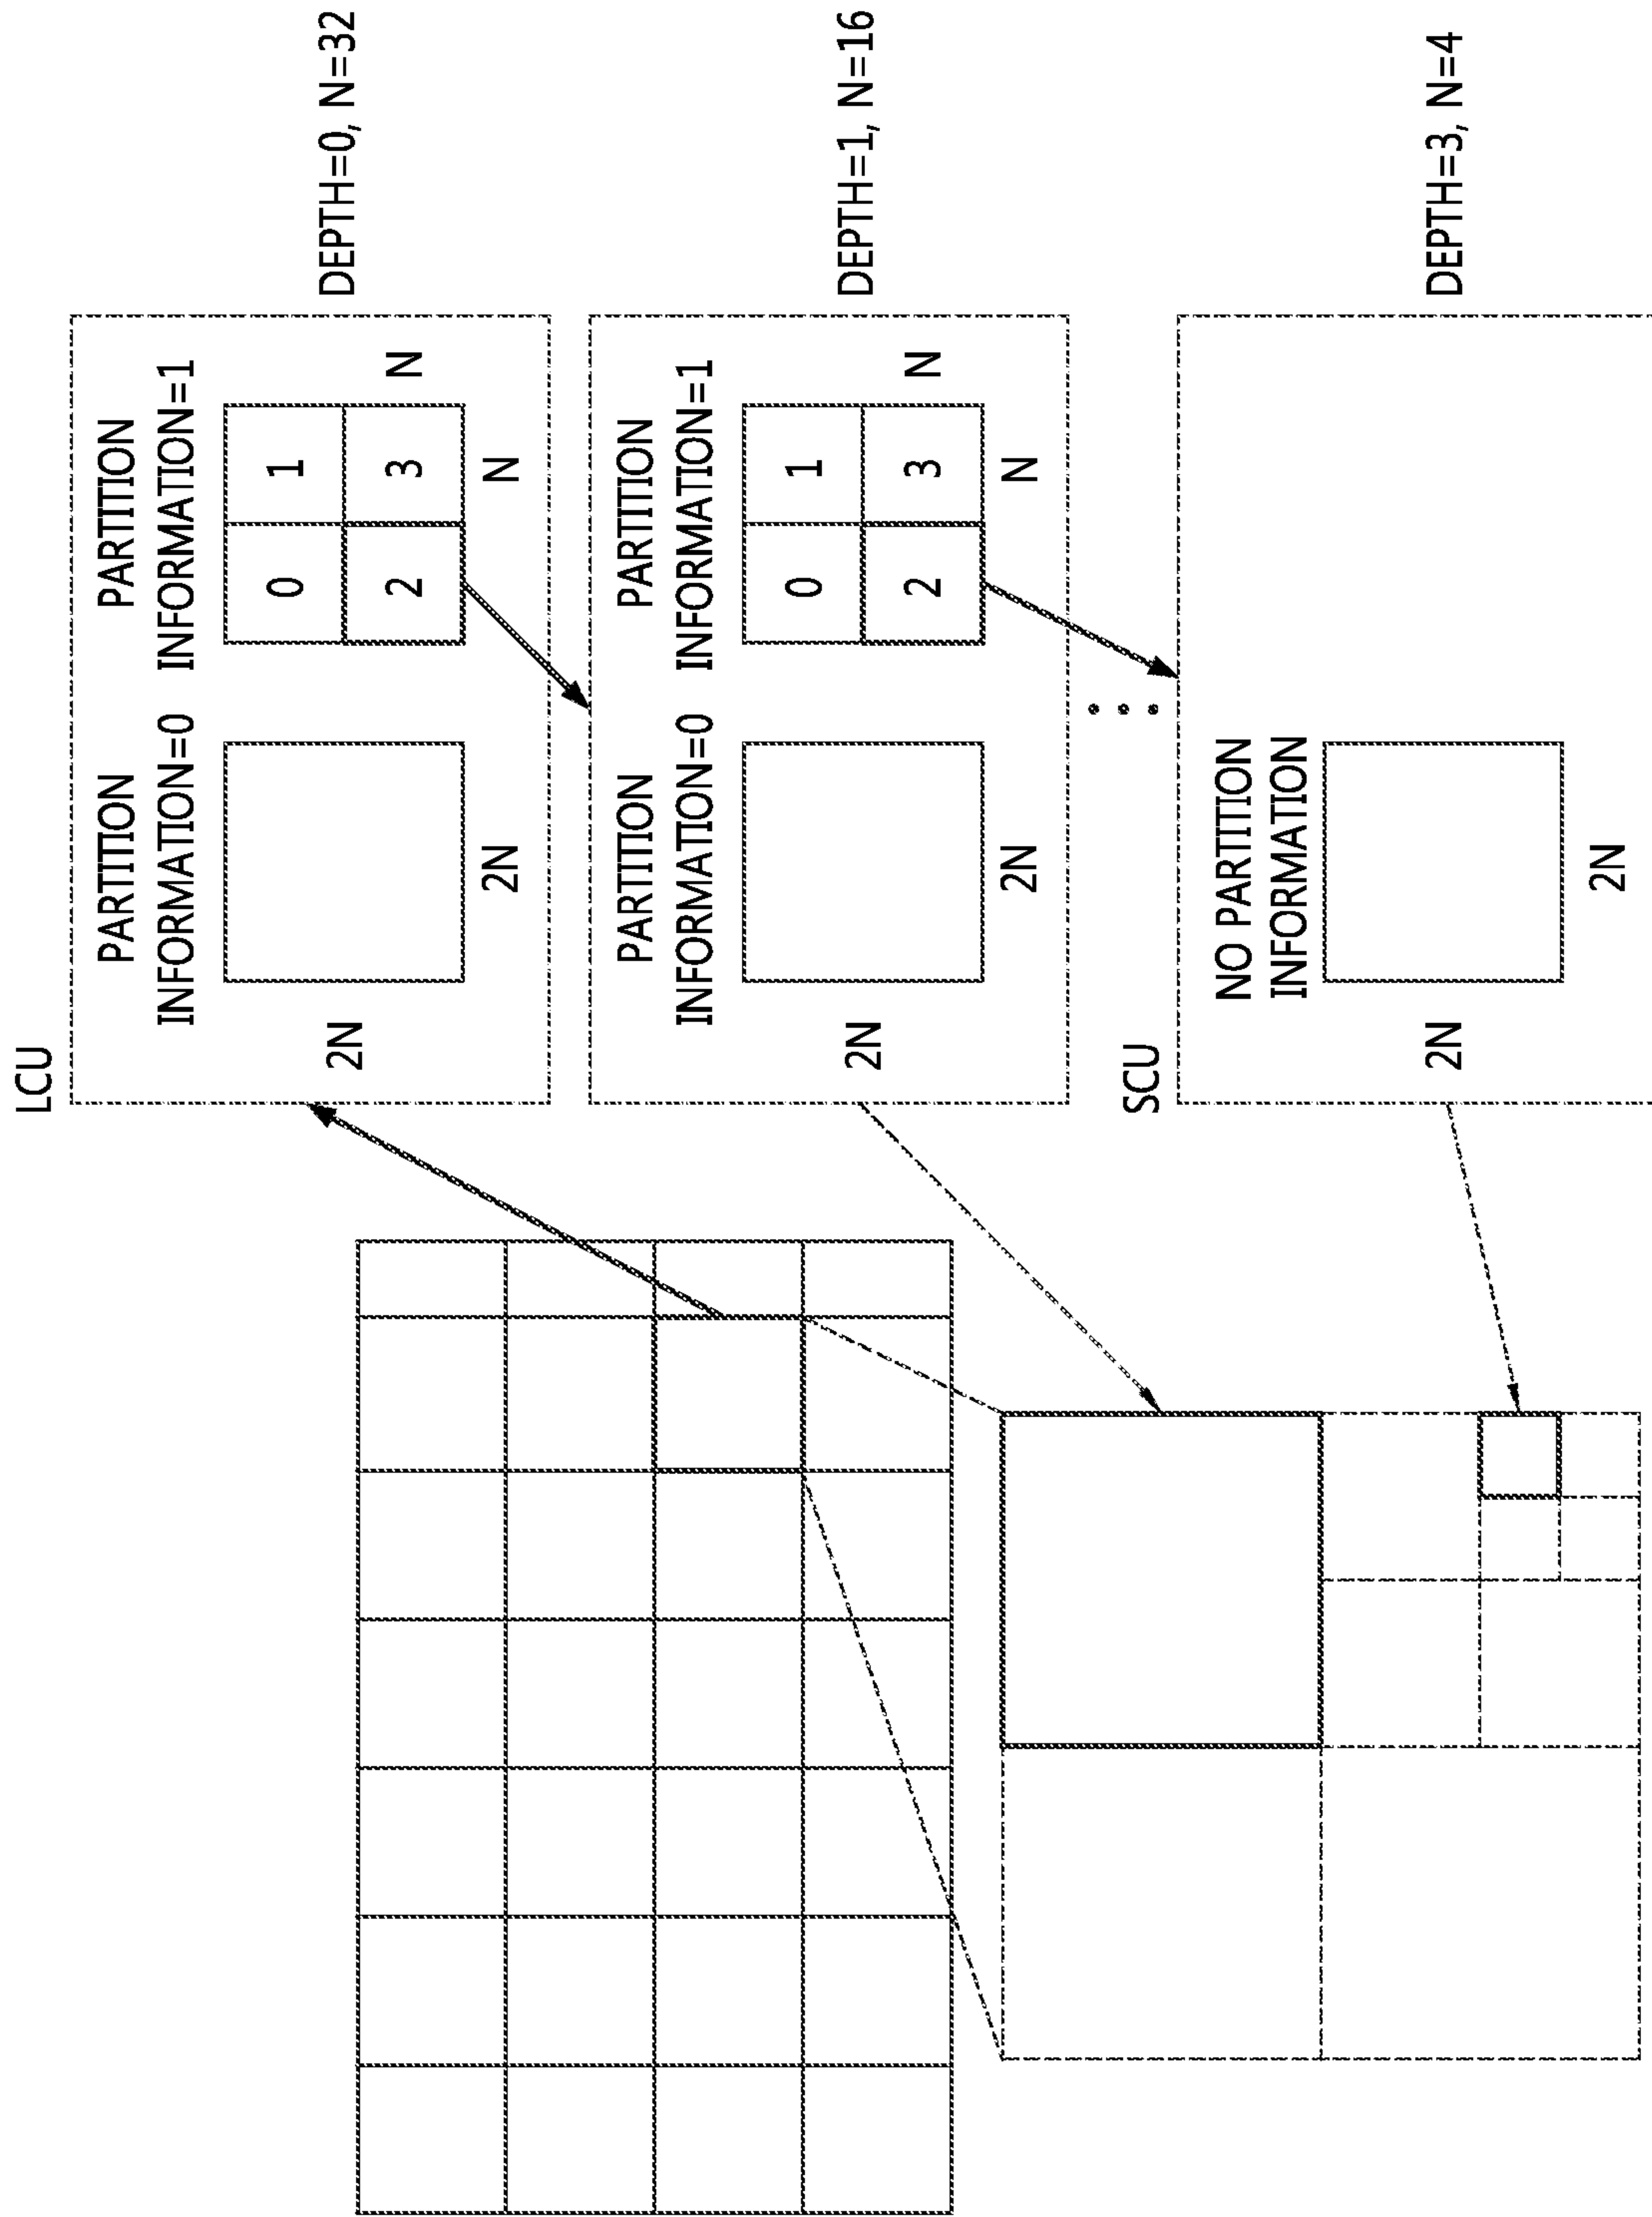 LCU
PARTITION
INFORMATION=0
PARTITION
INFORMATION=1
2N
2N
0
1
2
3
N
N
DEPTH=0, N=32
PARTITION
INFORMATION=0
PARTITION
INFORMATION=1
2N
2N
0
1
2
3
N
N
DEPTH=1, N=16
SCU
NO PARTITION
INFORMATION
2N
2N
DEPTH=3, N=4